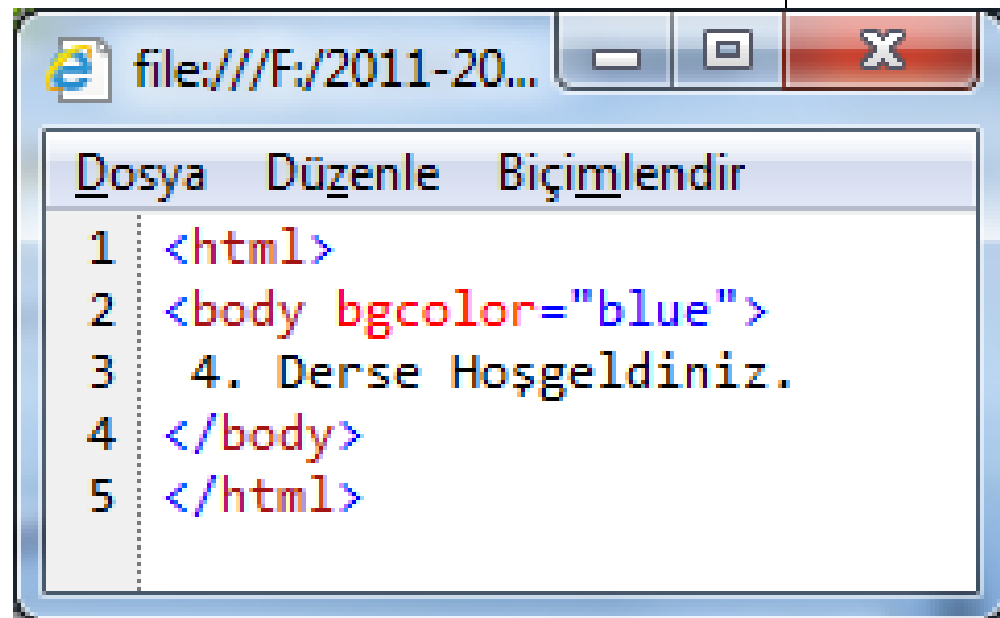 file:///F:/2011-20...
Dosya Düzenle Biçimlendir
1 <html>
2 <body bgcolor="blue">
3 4. Derse Hoşgeldiniz.
4 </body>
5 </html>